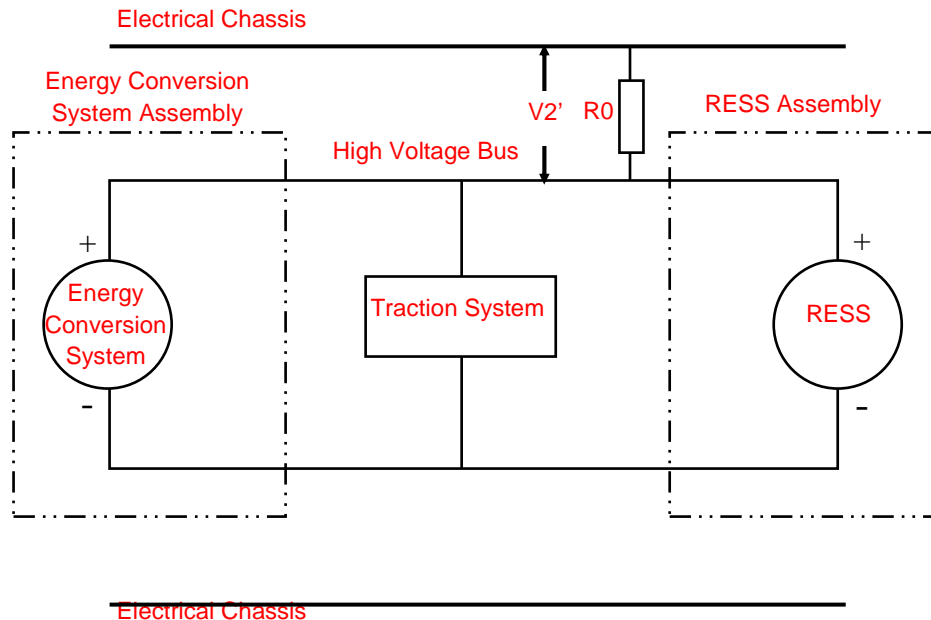 Electrical Chassis
Energy Conversion
System Assembly
V2’ R0
RESS Assembly
High Voltage Bus
+
+
Energy
Conversion
System
Traction System
RESS
-
-
Electrical Chassis